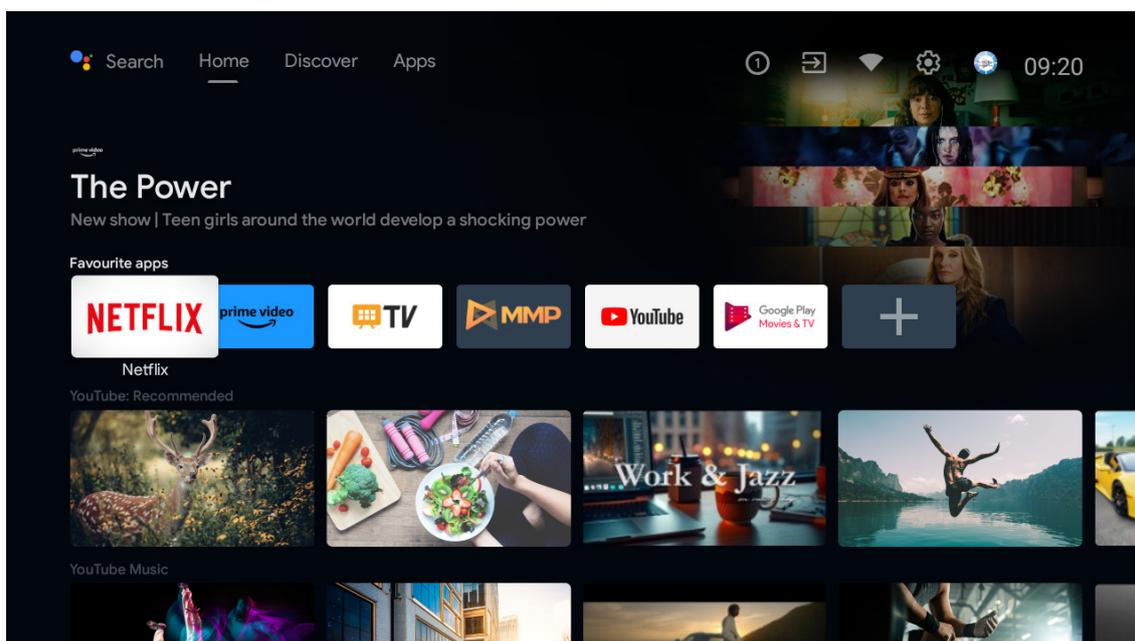 Search Home Discover Apps 1 09:20
prime video
The Power
New show | Teen girls around the world develop a shocking power
Favourite apps
NETFLIX prime video TV MMP YouTube Google Play Movies & TV
Netflix
YouTube: Recommended
Work & Jazz
YouTube Music